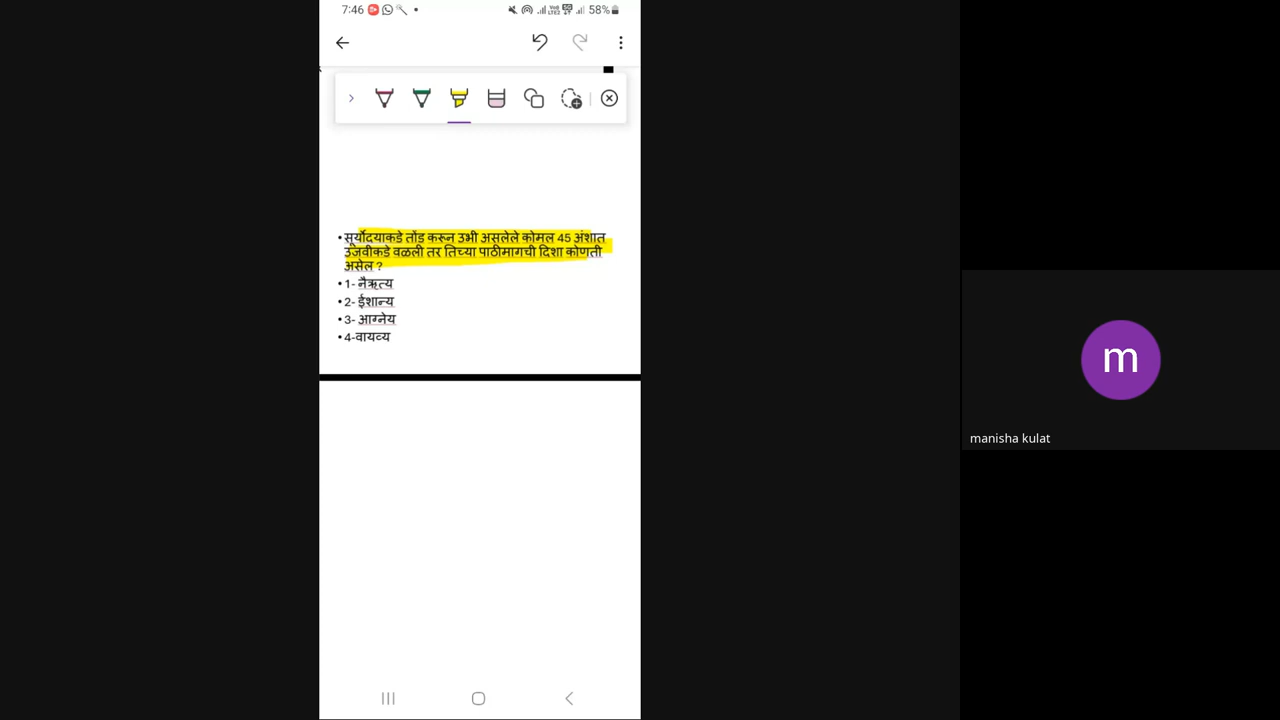 7:46 58%
• सूर्योदयाकडे तोंड करून उभी असलेले कोमल 45 अंशात
उजवीकडे वळली तर तिच्या पाठीमागची दिशा कोणती
असेल ?
• 1- नैऋत्य
• 2- ईशान्य
• 3- आग्नेय
• 4-वायव्य
m
manisha kulat